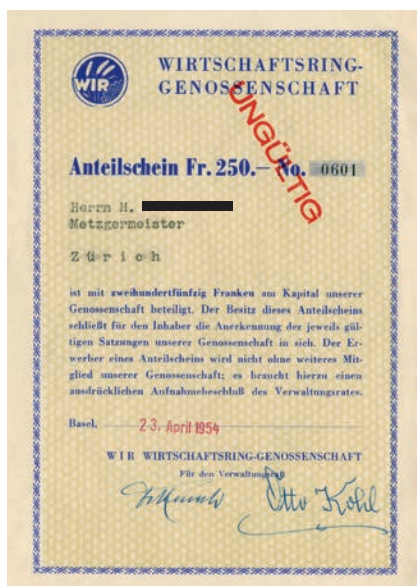 WIR
WIRTSCHAFTSRING-
GENOSSENSCHAFT
UNGÜLTIG
Anteilschein Fr. 250.— No. 0601
Herrn H.
Metzgermeister
Zürich
ist mit zweihundertfünfzig Franken am Kapital unserer
Genossenschaft beteiligt. Der Besitz dieses Anteilscheins
schließt für den Inhaber die Anerkennung der jeweils gül-
tigen Satzungen unserer Genossenschaft in sich. Der Er-
werber eines Anteilscheins wird nicht ohne weiteres Mit-
glied unserer Genossenschaft; es braucht hierzu einen
ausdrücklichen Aufnahmebeschluß des Verwaltungsrates.
Basel, 23. April 1954
WIR WIRTSCHAFTSRING-GENOSSENSCHAFT
Für den Verwaltungsrat
Otto Kohl